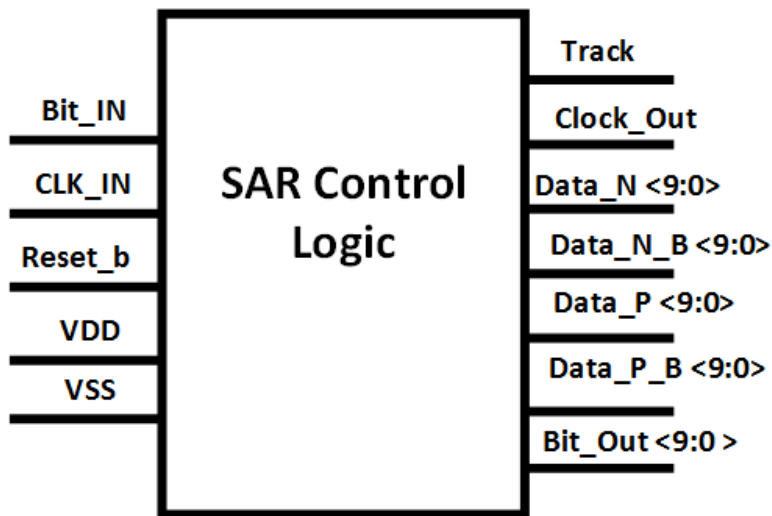 Bit_IN
CLK_IN
Reset_b
VDD
VSS
SAR Control
Logic
Track
Clock_Out
Data_N <9:0>
Data_N_B <9:0>
Data_P <9:0>
Data_P_B <9:0>
Bit_Out <9:0 >